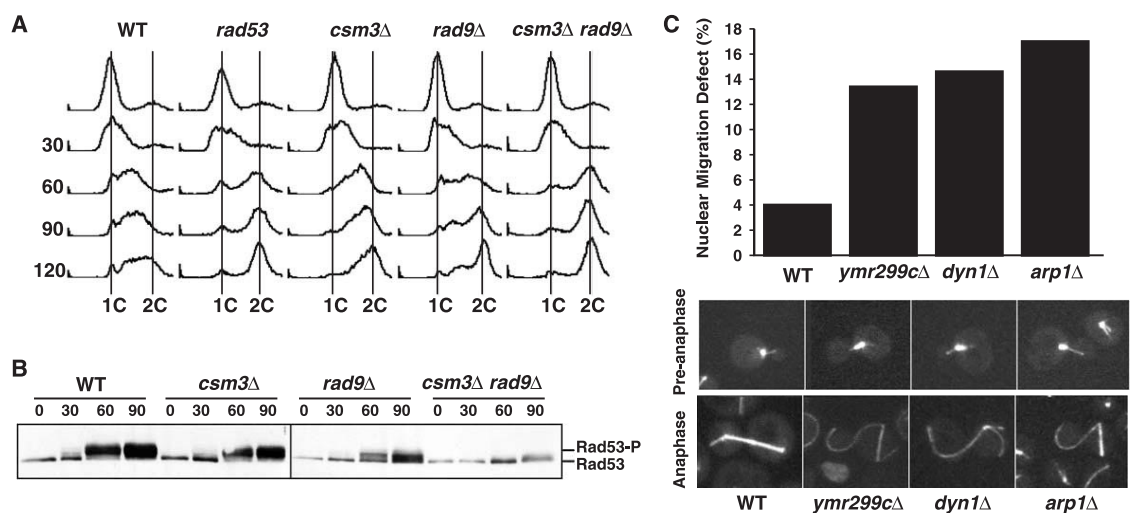 A
WT rad53 csm3Δ rad9Δ csm3Δ rad9Δ
30
60
90
120
1C 2C 1C 2C 1C 2C 1C 2C 1C 2C
B
WT csm3Δ rad9Δ csm3Δ rad9Δ
0 30 60 90 0 30 60 90 0 30 60 90 0 30 60 90
Rad53-P
Rad53
C
Nuclear Migration Defect (%)
18
16
14
12
10
8
6
4
2
0
WT ymr299cΔ dyn1Δ arp1Δ
Pre-anaphase
Anaphase
WT ymr299cΔ dyn1Δ arp1Δ